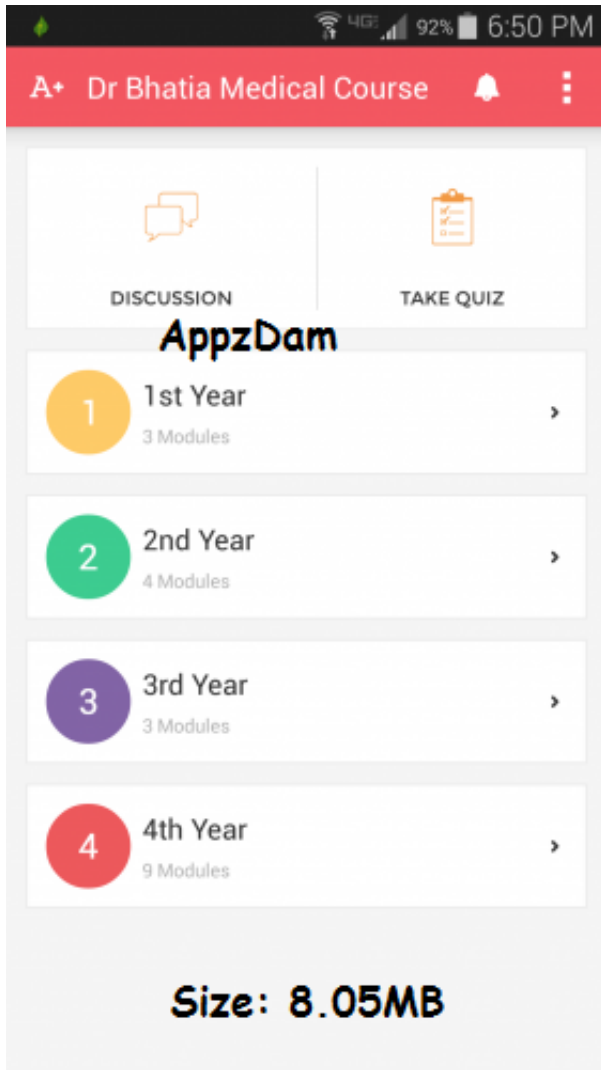 4GE 92% 6:50 PM
A+ Dr Bhatia Medical Course
DISCUSSION TAKE QUIZ
AppzDam
1 1st Year
3 Modules
2 2nd Year
4 Modules
3 3rd Year
3 Modules
4 4th Year
9 Modules
Size: 8.05MB